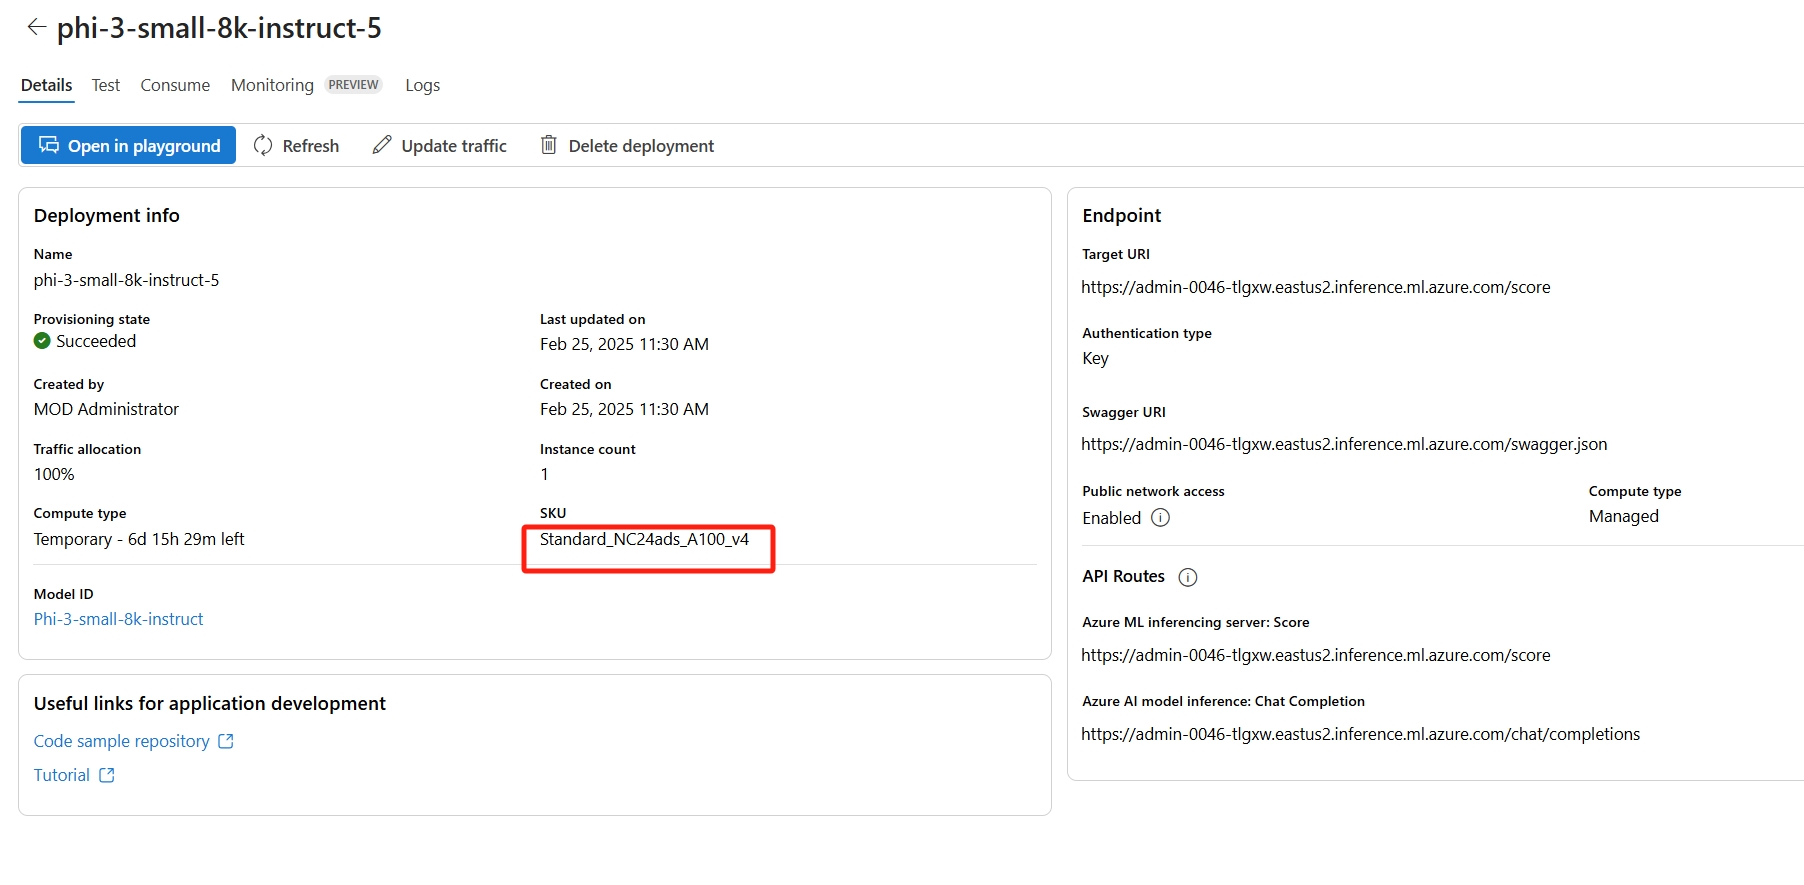 phi-3-small-8k-instruct-5
Details Test Consume Monitoring PREVIEW Logs
Open in playground Refresh Update traffic Delete deployment
Deployment info
Name
phi-3-small-8k-instruct-5
Provisioning state Last updated on
Succeeded Feb 25, 2025 11:30 AM
Created by Created on
MOD Administrator Feb 25, 2025 11:30 AM
Traffic allocation Instance count
100% 1
Compute type SKU
Temporary - 6d 15h 29m left Standard_NC24ads_A100_v4
Model ID
Phi-3-small-8k-instruct
Useful links for application development
Code sample repository
Tutorial
Endpoint
Target URI
https://admin-0046-tlgxw.eastus2.inference.ml.azure.com/score
Authentication type
Key
Swagger URI
https://admin-0046-tlgxw.eastus2.inference.ml.azure.com/swagger.json
Public network access Compute type
Enabled Managed
API Routes
Azure ML inferencing server: Score
https://admin-0046-tlgxw.eastus2.inference.ml.azure.com/score
Azure AI model inference: Chat Completion
https://admin-0046-tlgxw.eastus2.inference.ml.azure.com/chat/completions